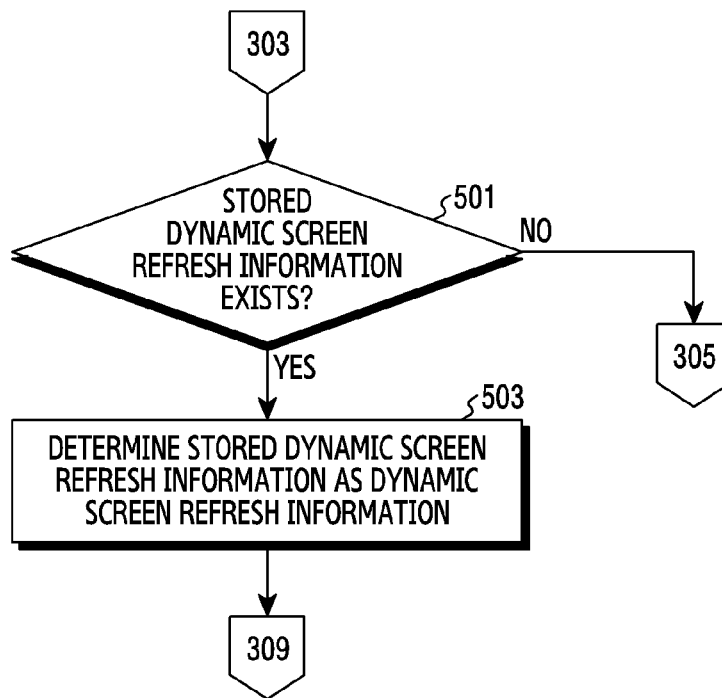 303
STORED
DYNAMIC SCREEN
REFRESH INFORMATION
EXISTS?
501
NO
305
YES
503
DETERMINE STORED DYNAMIC SCREEN
REFRESH INFORMATION AS DYNAMIC
SCREEN REFRESH INFORMATION
309